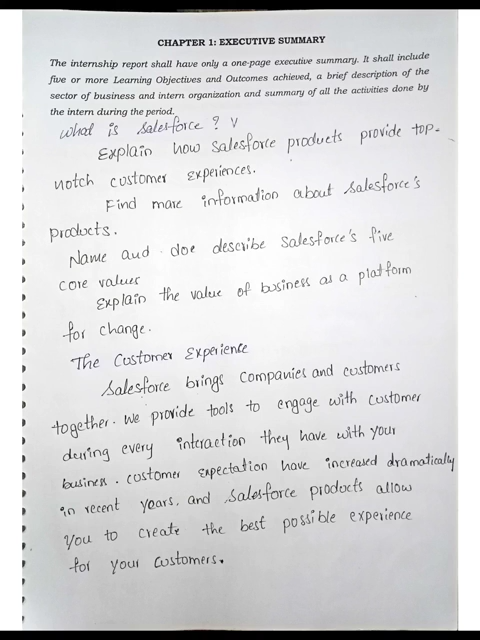 CHAPTER 1: EXECUTIVE SUMMARY
The internship report shall have only a one-page executive summary. It shall include
five or more Learning Objectives and Outcomes achieved, a brief description of the
sector of business and intern organization and summary of all the activities done by
the intern during the period.
What is salesforce ? V
Explain how salesforce products provide top-
notch customer experiences.
Find more information about salesforce's
products.
Name and doe describe salesforce's five
core values
Explain the value of business as a platform
for change.
The Customer Experience
Salesforce brings companies and customers
together. We provide tools to engage with customer
during every interaction they have with your
business. Customer expectation have increased dramatically
in recent years, and salesforce products allow
you to create the best possible experience
for your customers.